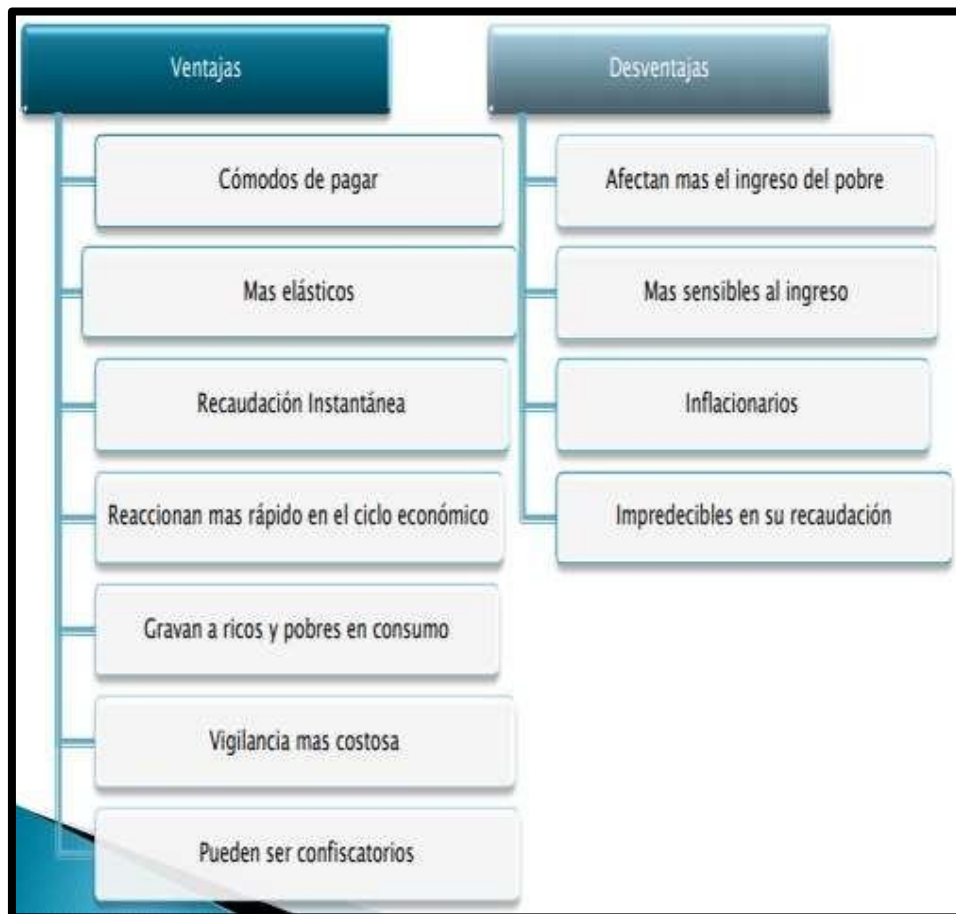 Ventajas
Cómodos de pagar
Mas elásticos
Recaudación Instantánea
Reaccionan mas rápido en el ciclo económico
Gravan a ricos y pobres en consumo
Vigilancia mas costosa
Pueden ser confiscatorios
Desventajas
Afectan mas el ingreso del pobre
Mas sensibles al ingreso
Inflacionarios
Impredecibles en su recaudación